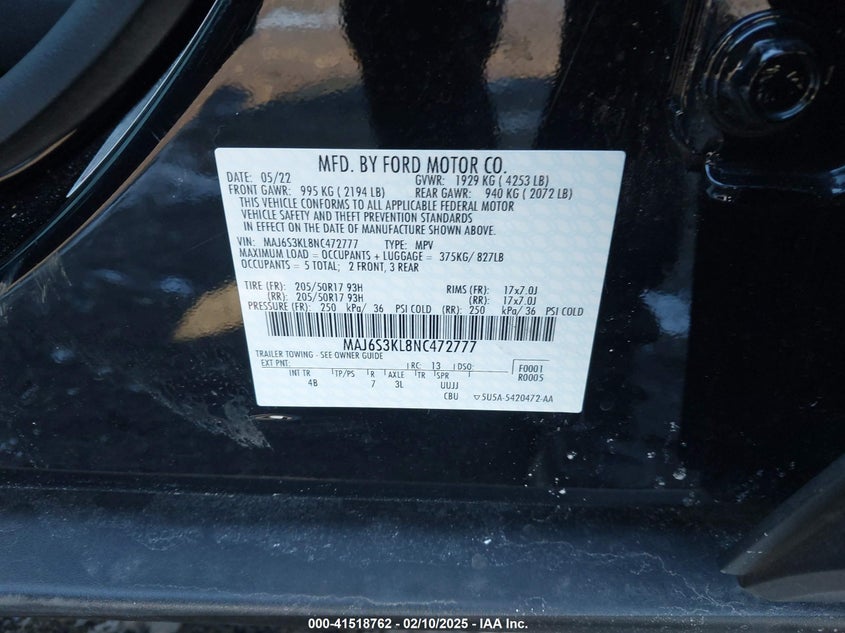 MFD. BY FORD MOTOR CO.
DATE: 05/22 GVWR: 1929 KG ( 4253 LB)
FRONT GAWR: 995 KG ( 2194 LB) REAR GAWR: 940 KG ( 2072 LB)
THIS VEHICLE CONFORMS TO ALL APPLICABLE FEDERAL MOTOR
VEHICLE SAFETY AND THEFT PREVENTION STANDARDS
IN EFFECT ON THE DATE OF MANUFACTURE SHOWN ABOVE.
VIN: MAJ6S3KL8NC472777 TYPE: MPV
MAXIMUM LOAD = OCCUPANTS + LUGGAGE = 375KG/ 827LB
OCCUPANTS = 5 TOTAL; 2 FRONT, 3 REAR
TIRE (FR): 205/50R17 93H RIMS (FR): 17x7.0J
(RR): 205/50R17 93H (RR): 17x7.0J
PRESSURE (FR): 250 kPa/ 36 PSI COLD (RR): 250 kPa/ 36 PSI COLD
MAJ6S3KL8NC472777
TRAILER TOWING - SEE OWNER GUIDE
EXT PNT: RC: 13 DSO: F0001
INT TR TP/PS R AXLE TR SPR R0005
4B 7 3L UUJJ
CBU 5U5A-5420472-AA
000-41518762 - 02/10/2025 - IAA Inc.